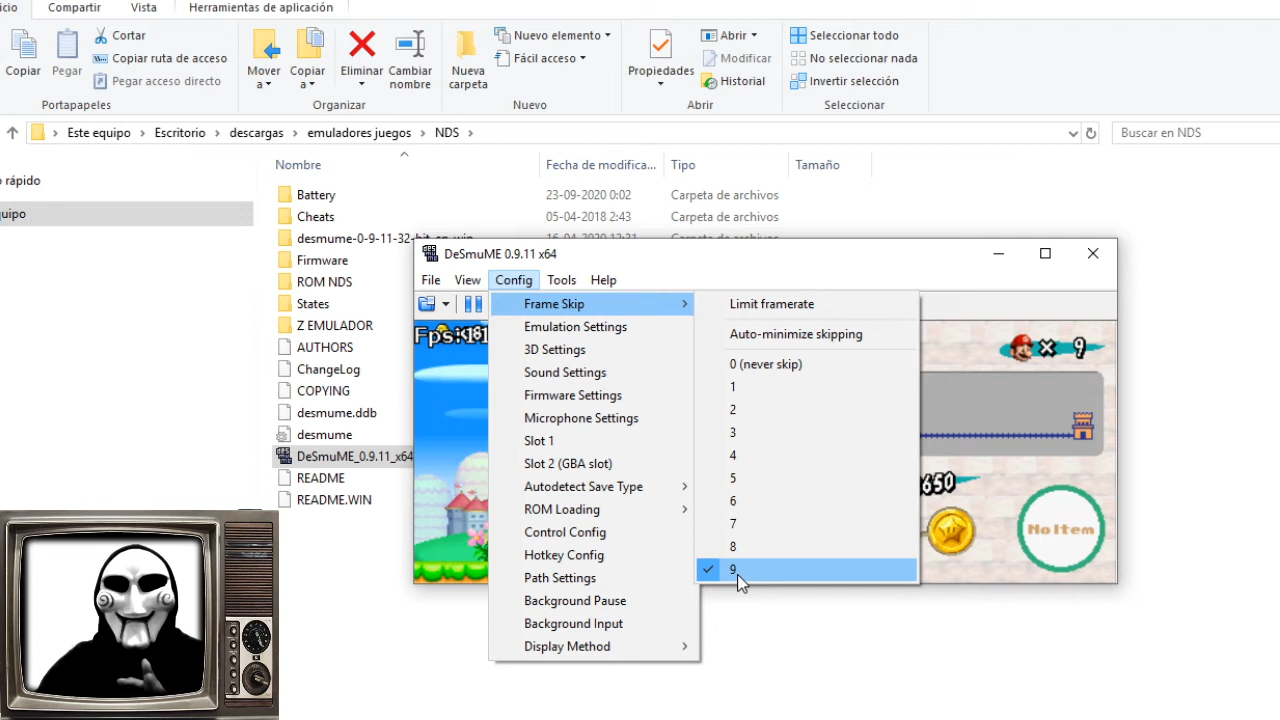 icio Compartir Vista Herramientas de aplicación
Copiar
Pegar
Cortar
Copiar ruta de acceso
Pegar acceso directo
Portapapeles
Mover a
Copiar a
Eliminar
Cambiar nombre
Organizar
Nueva carpeta
Nuevo elemento
Fácil acceso
Nuevo
Propiedades
Abrir
Modificar
Historial
Abrir
Seleccionar todo
No seleccionar nada
Invertir selección
Seleccionar
Este equipo > Escritorio > descargas > emuladores juegos > NDS >
Buscar en NDS
Nombre Fecha de modifica... Tipo Tamaño
o rápido
quipo
Battery 23-09-2020 0:02 Carpeta de archivos
Cheats 05-04-2018 2:43 Carpeta de archivos
Firmware
ROM NDS
States
Z EMULADOR
AUTHORS
ChangeLog
COPYING
desmume.ddb
desmume
DeSmuME_0.9.11_x64
README
README.WIN
DeSmuME 0.9.11 x64
File View Config Tools Help
Frame Skip
Emulation Settings
3D Settings
Sound Settings
Firmware Settings
Microphone Settings
Slot 1
Slot 2 (GBA slot)
Autodetect Save Type
ROM Loading
Control Config
Hotkey Config
Path Settings
Background Pause
Background Input
Display Method
Limit framerate
Auto-minimize skipping
0 (never skip)
1
2
3
4
5
6
7
8
9
× 9
650
No Item